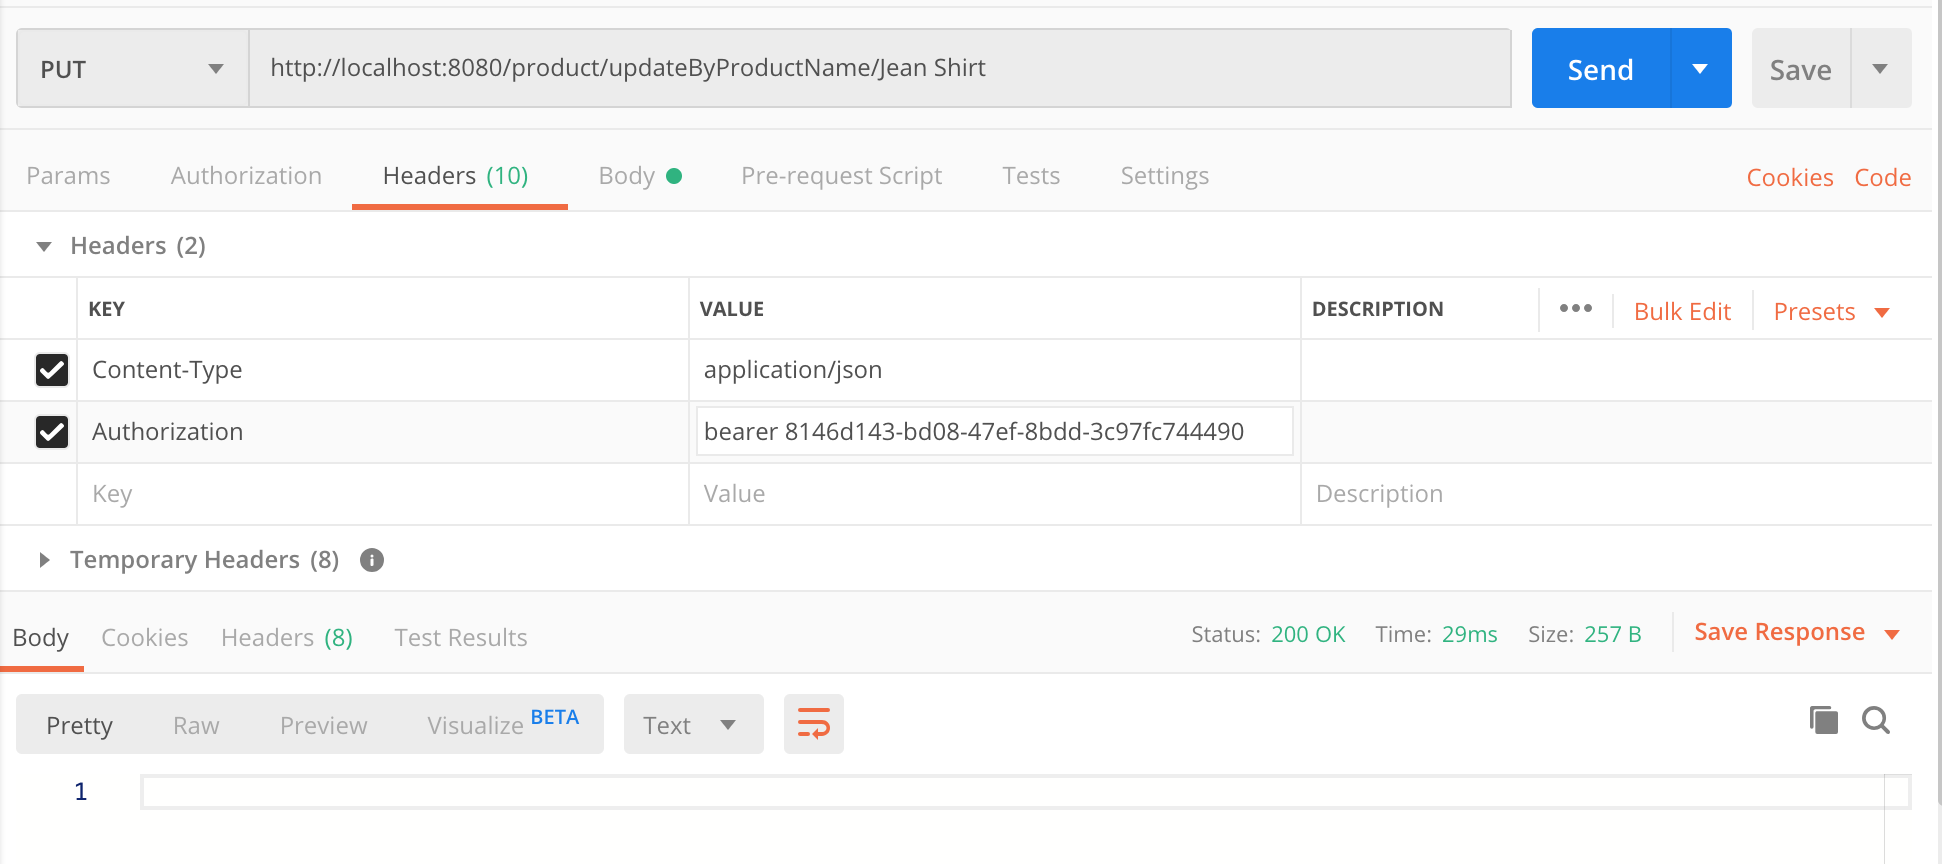 PUT http://localhost:8080/product/updateByProductName/Jean Shirt Send Save
Params Authorization Headers (10) Body Pre-request Script Tests Settings Cookies Code
Headers (2)
KEY VALUE DESCRIPTION ••• Bulk Edit Presets
Content-Type application/json
Authorization bearer 8146d143-bd08-47ef-8bdd-3c97fc744490
Key Value Description
Temporary Headers (8) i
Body Cookies Headers (8) Test Results Status: 200 OK Time: 29ms Size: 257 B Save Response
Pretty Raw Preview Visualize BETA Text
1